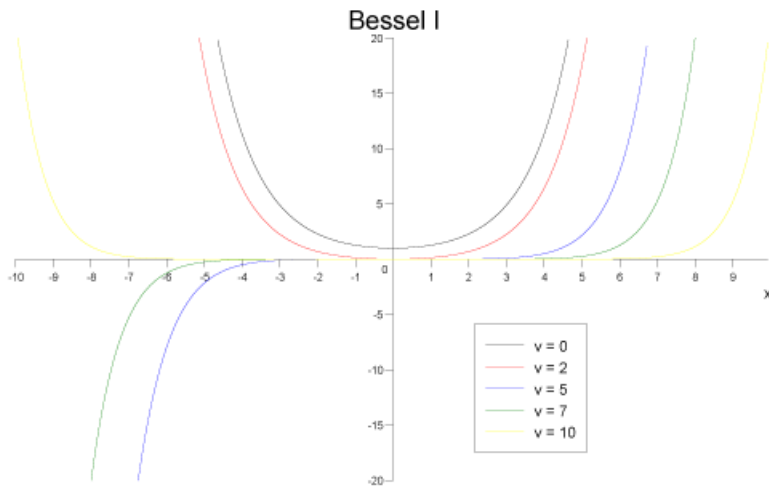 Bessel I
20
15
10
5
-10 -9 -8 -7 -6 -5 -4 -3 -2 -1 0 1 2 3 4 5 6 7 8 9
x
-5
-10
-15
-20
v = 0
v = 2
v = 5
v = 7
v = 10